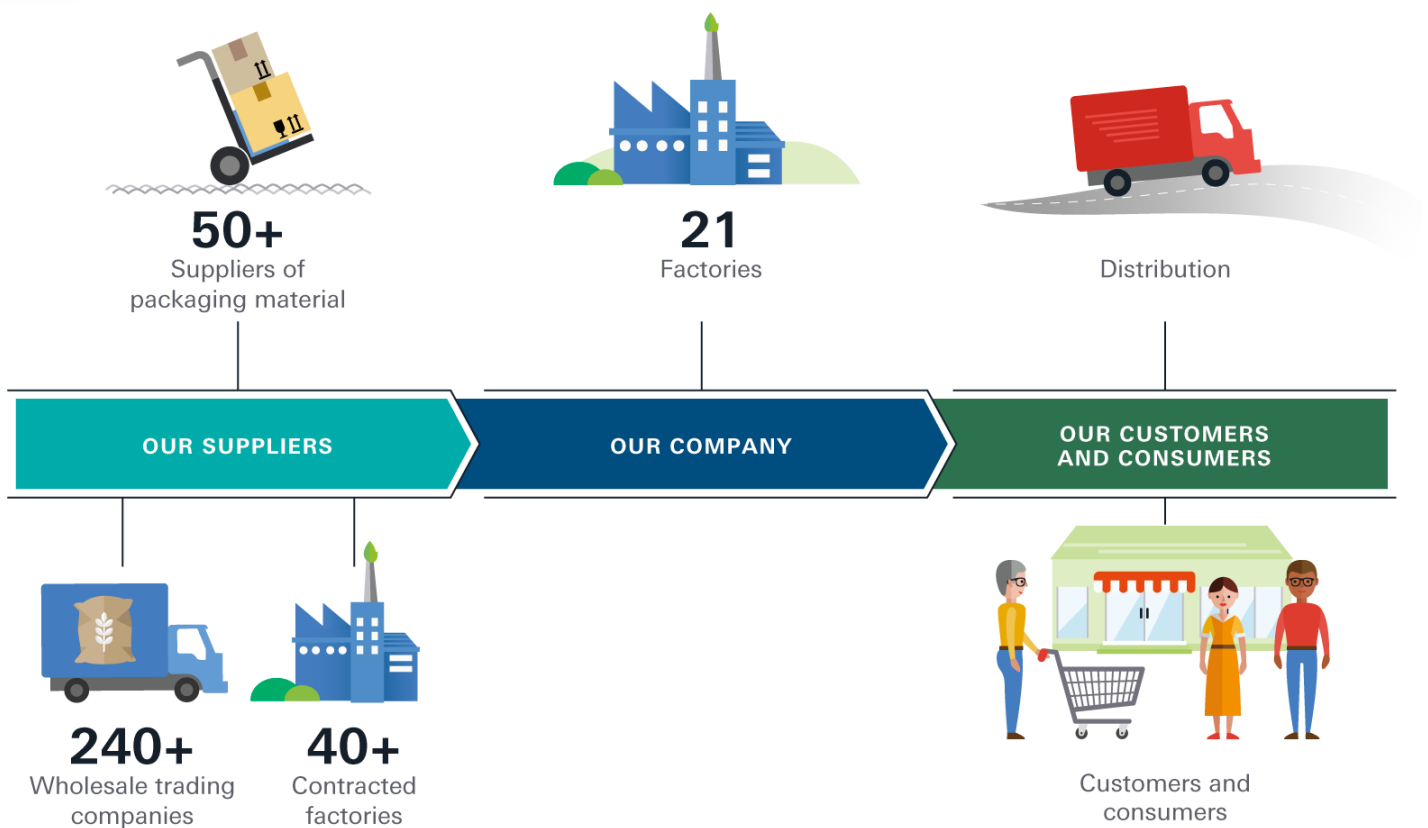 50+
Suppliers of
packaging material
21
Factories
Distribution
OUR SUPPLIERS
OUR COMPANY
OUR CUSTOMERS
AND CONSUMERS
240+
Wholesale trading
companies
40+
Contracted
factories
Customers and
consumers